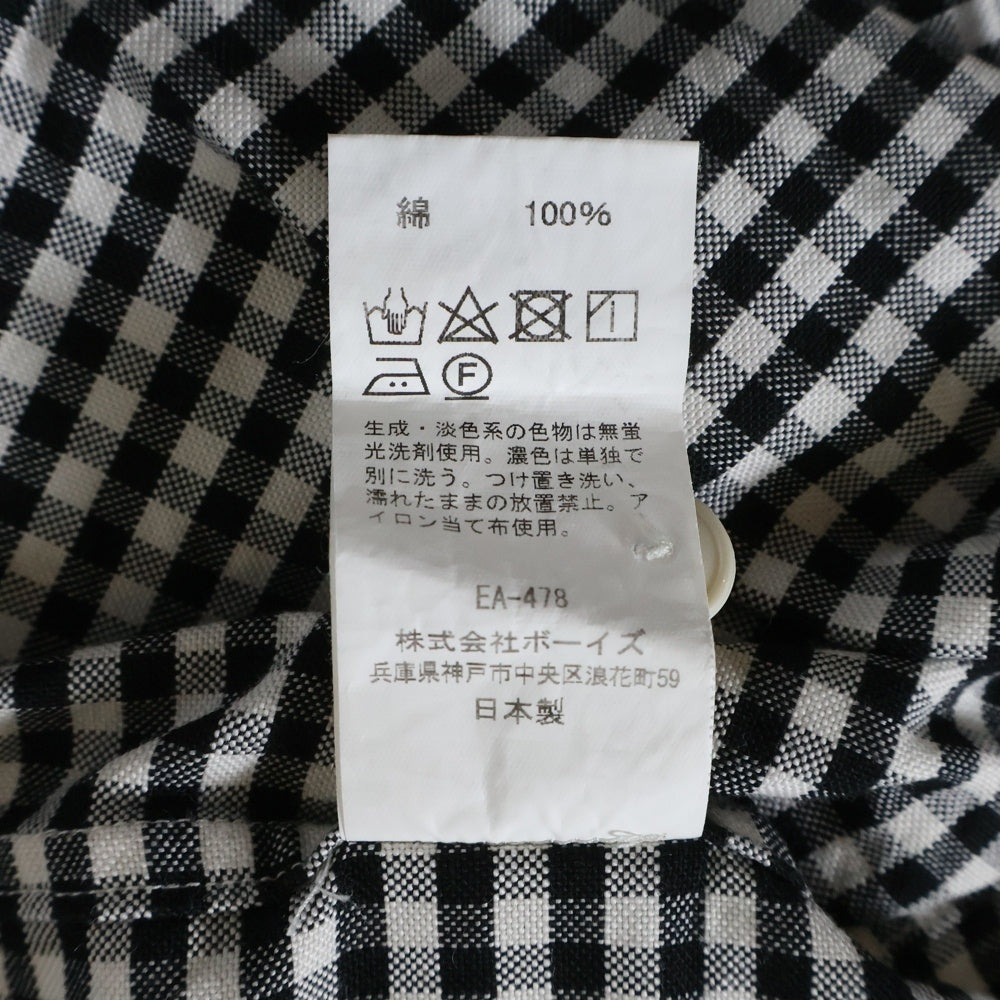 綿 100%
F
生成・淡色系の色物は無蛍
光洗剤使用。濃色は単独で
別に洗う。つけ置き洗い、
濡れたままの放置禁止。ア
イロン当て布使用。
EA-478
株式会社ボーイズ
兵庫県神戸市中央区浪花町59
日本製